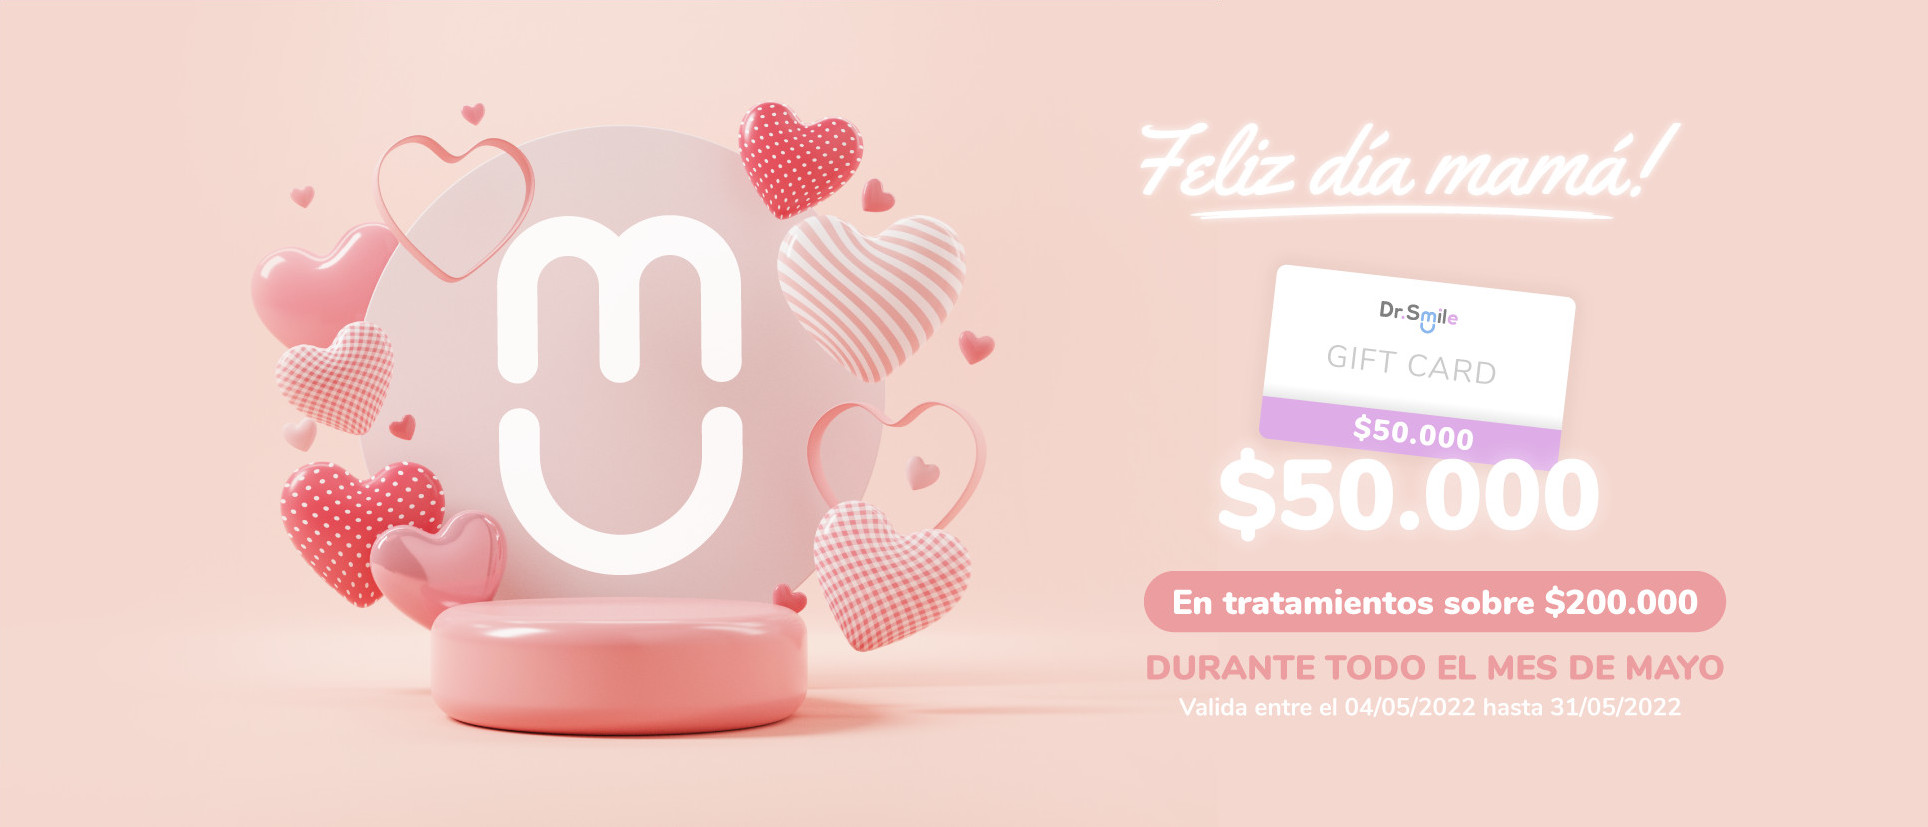 Feliz día mamá!
Dr.Smile
GIFT CARD
$50.000
$50.000
En tratamientos sobre $200.000
DURANTE TODO EL MES DE MAYO
Valida entre el 04/05/2022 hasta 31/05/2022